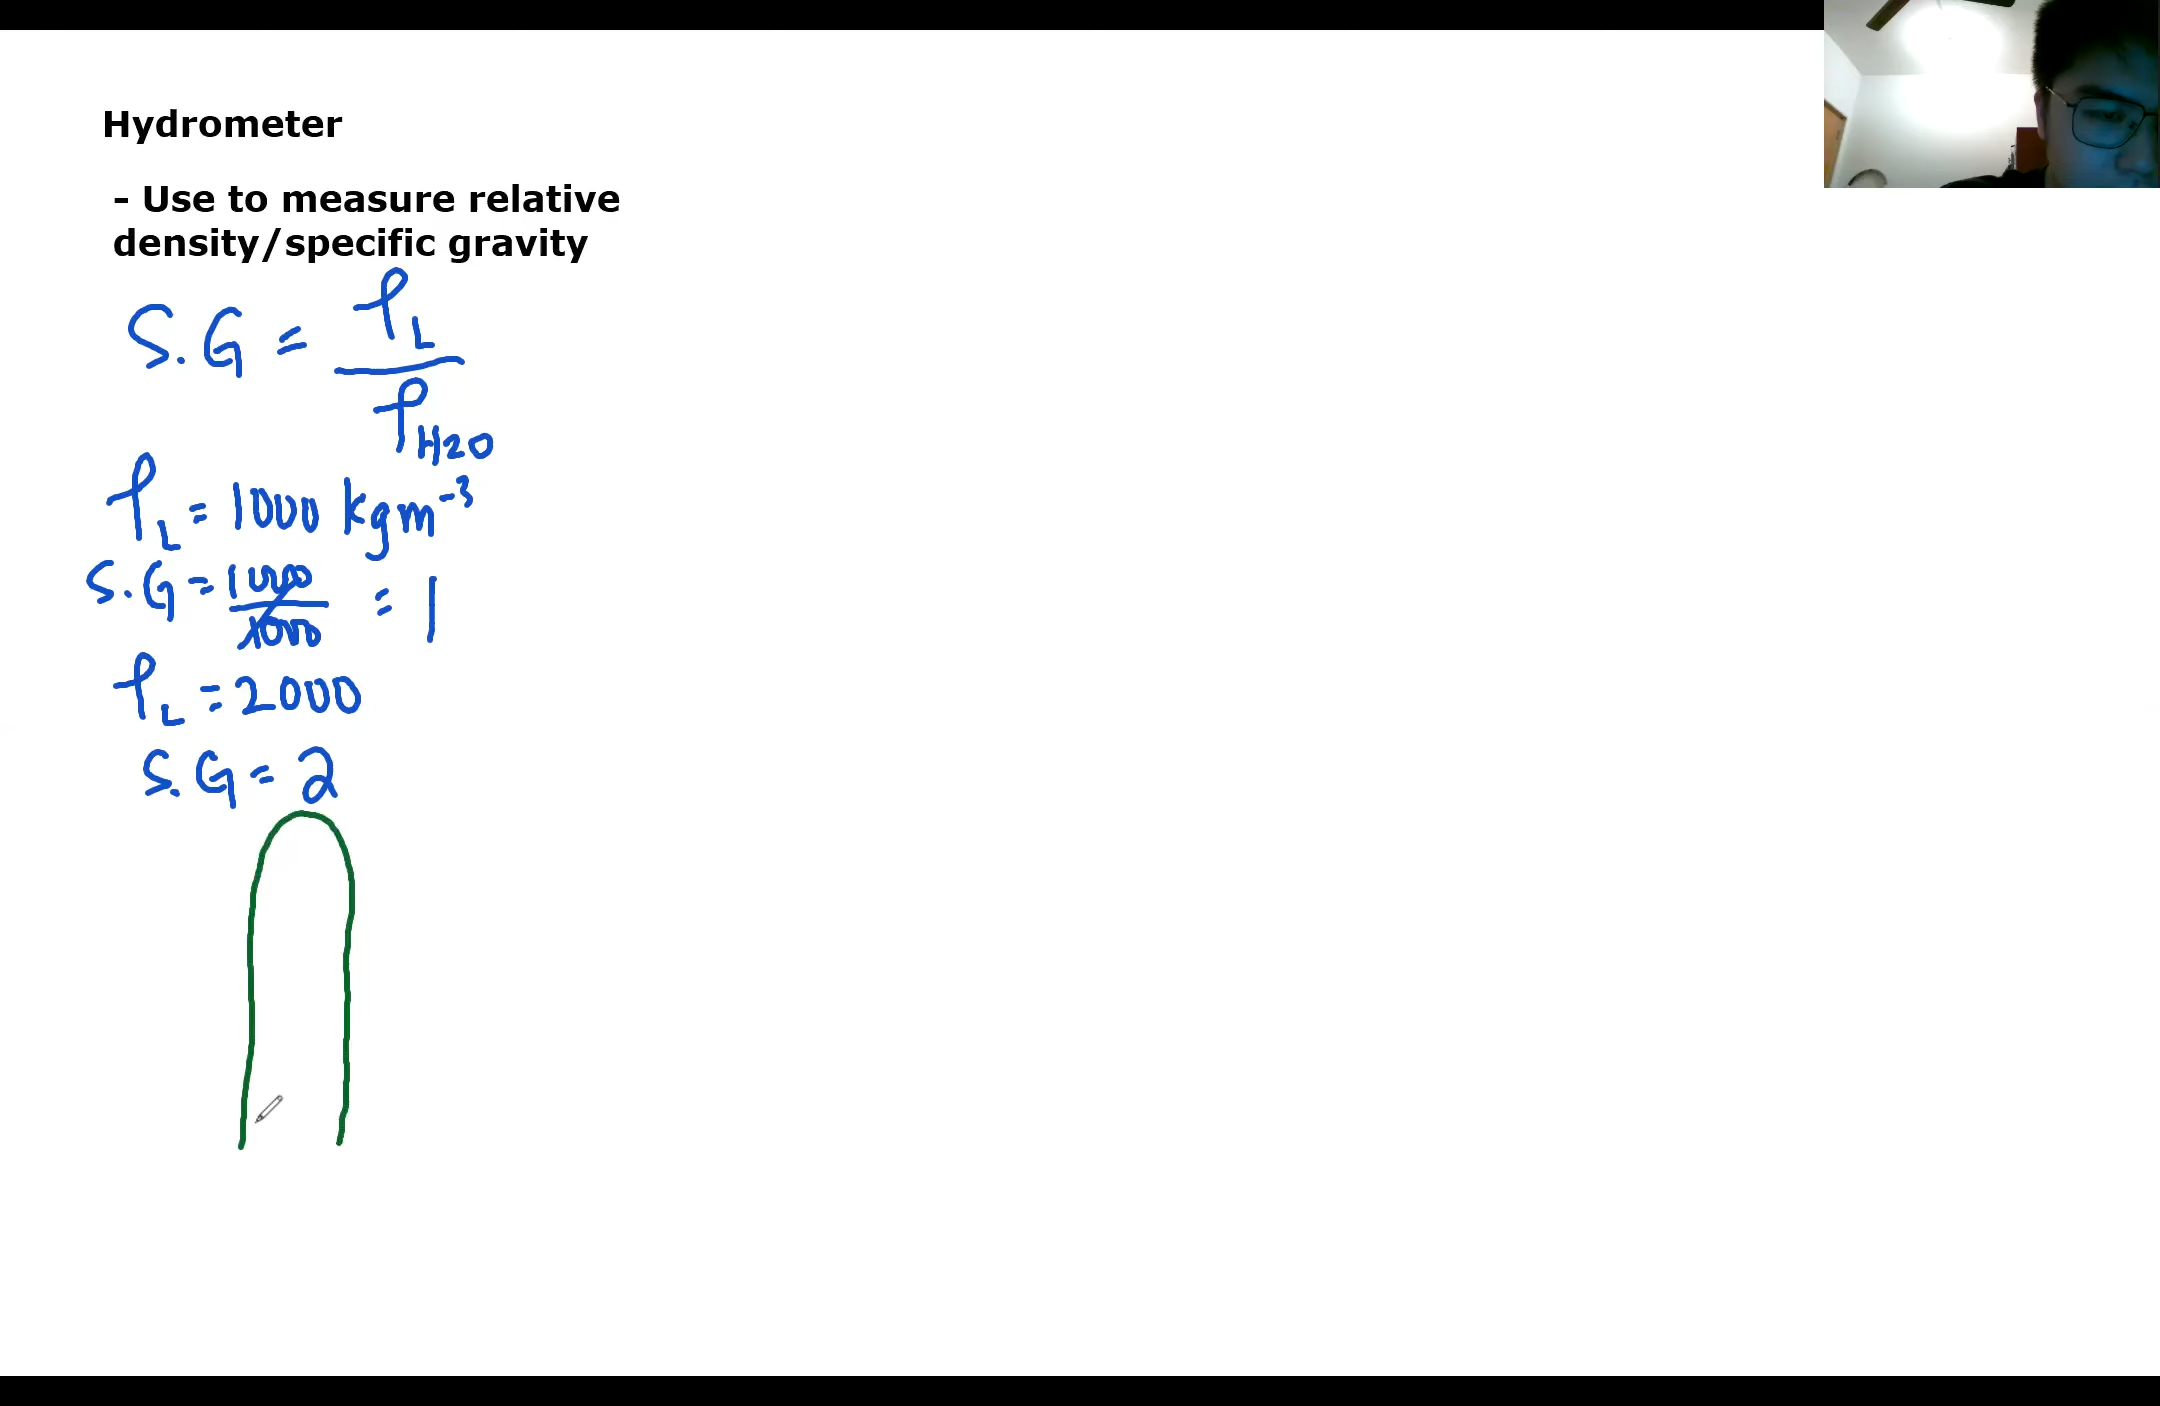 Hydrometer
- Use to measure relative
density/specific gravity
S.G = ρL / ρH2O
ρL = 1000 kgm⁻³
S.G = 1000 / 1000 = 1
ρL = 2000
S.G = 2